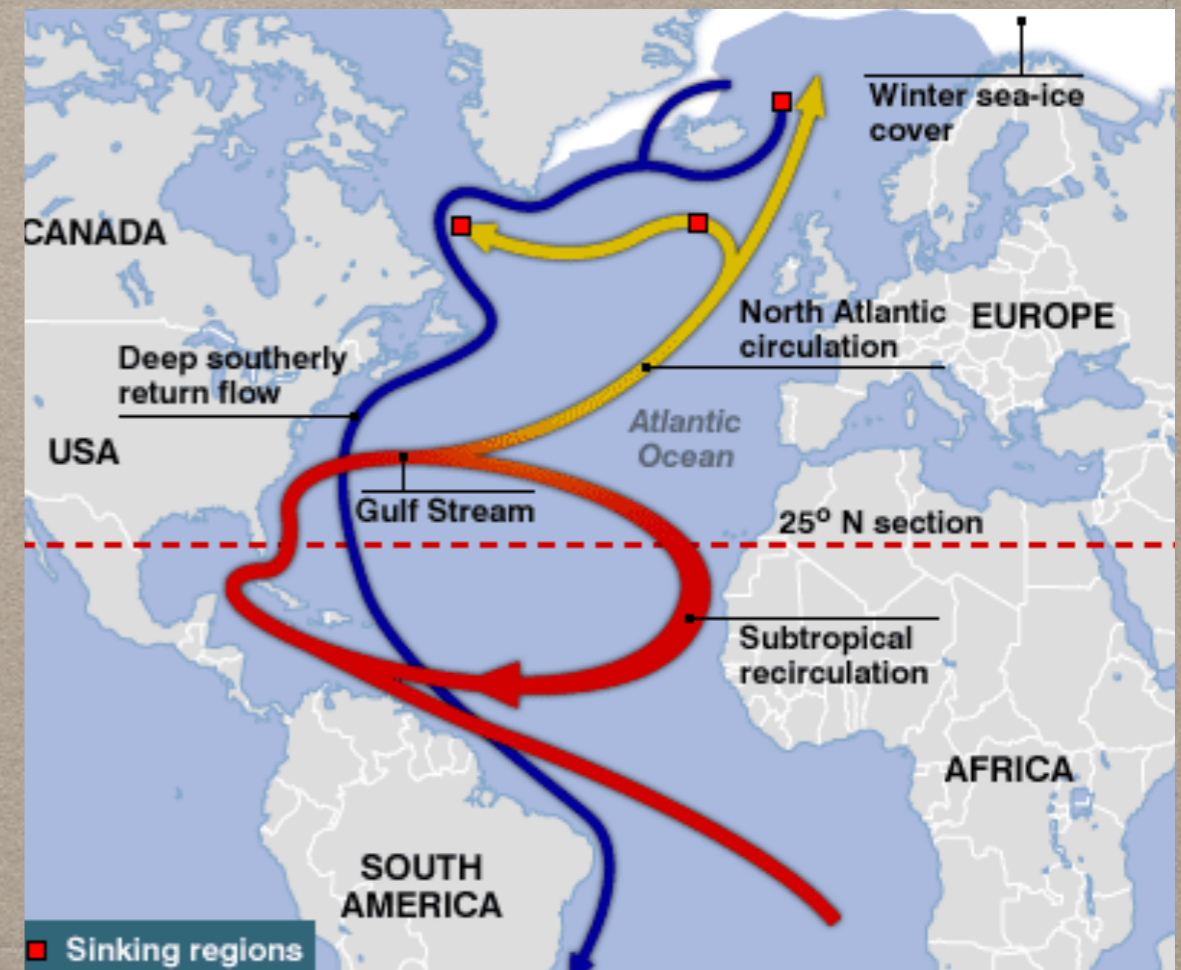 Winter sea-ice
cover
CANADA
North Atlantic
circulation
EUROPE
Deep southerly
return flow
Atlantic
Ocean
USA
Gulf Stream
25º N section
Subtropical
recirculation
AFRICA
SOUTH
AMERICA
Sinking regions